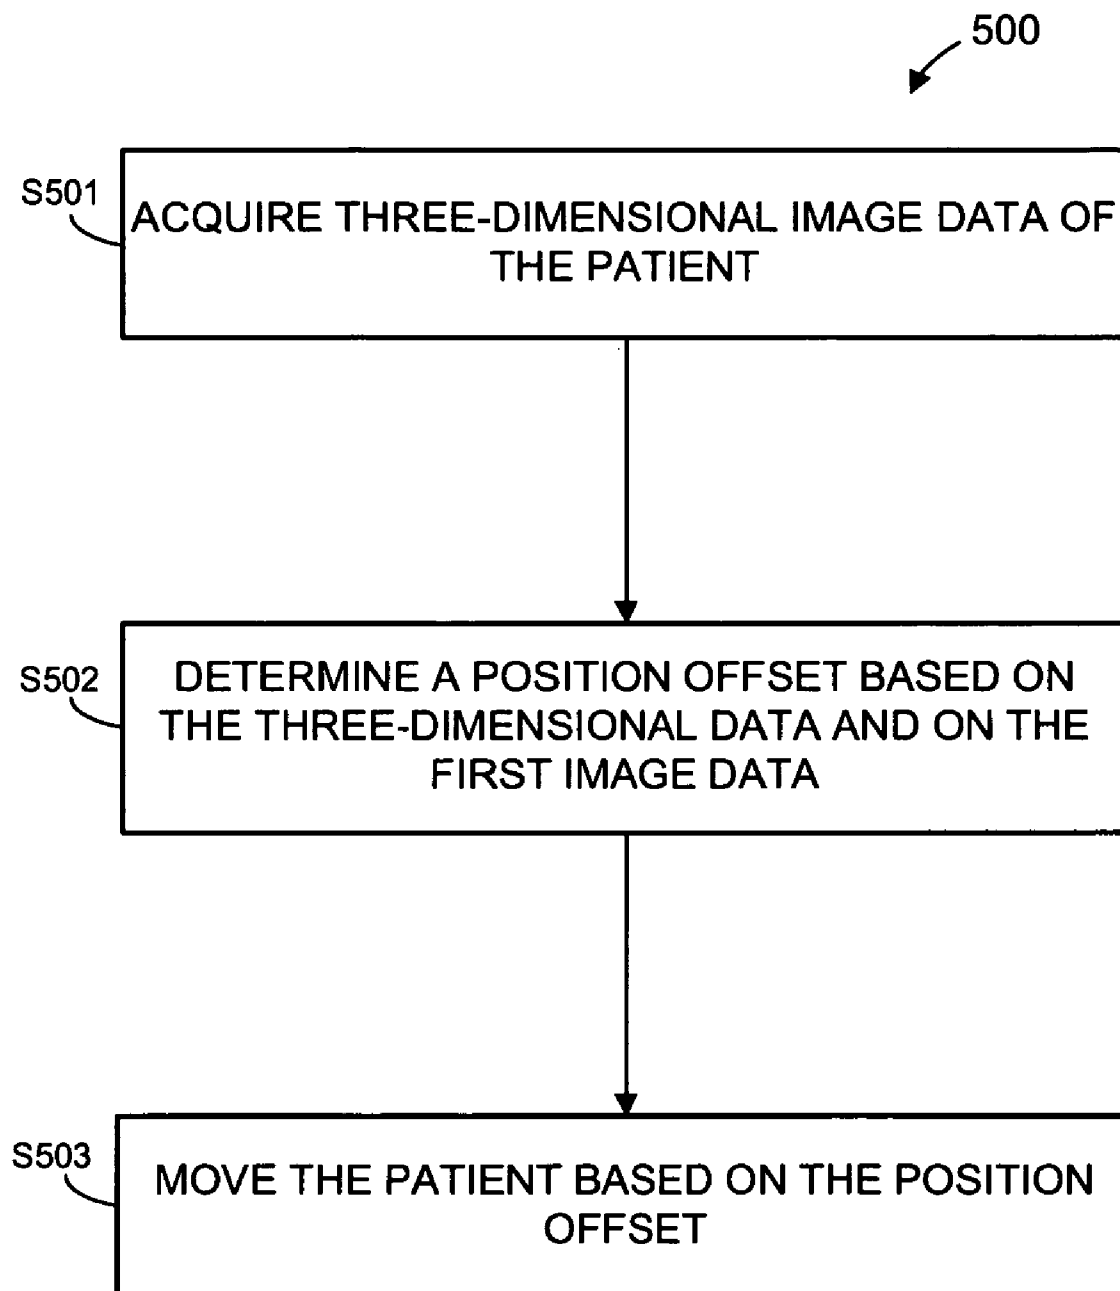 500
S501
ACQUIRE THREE-DIMENSIONAL IMAGE DATA OF
THE PATIENT
S502
DETERMINE A POSITION OFFSET BASED ON
THE THREE-DIMENSIONAL DATA AND ON THE
FIRST IMAGE DATA
S503
MOVE THE PATIENT BASED ON THE POSITION
OFFSET